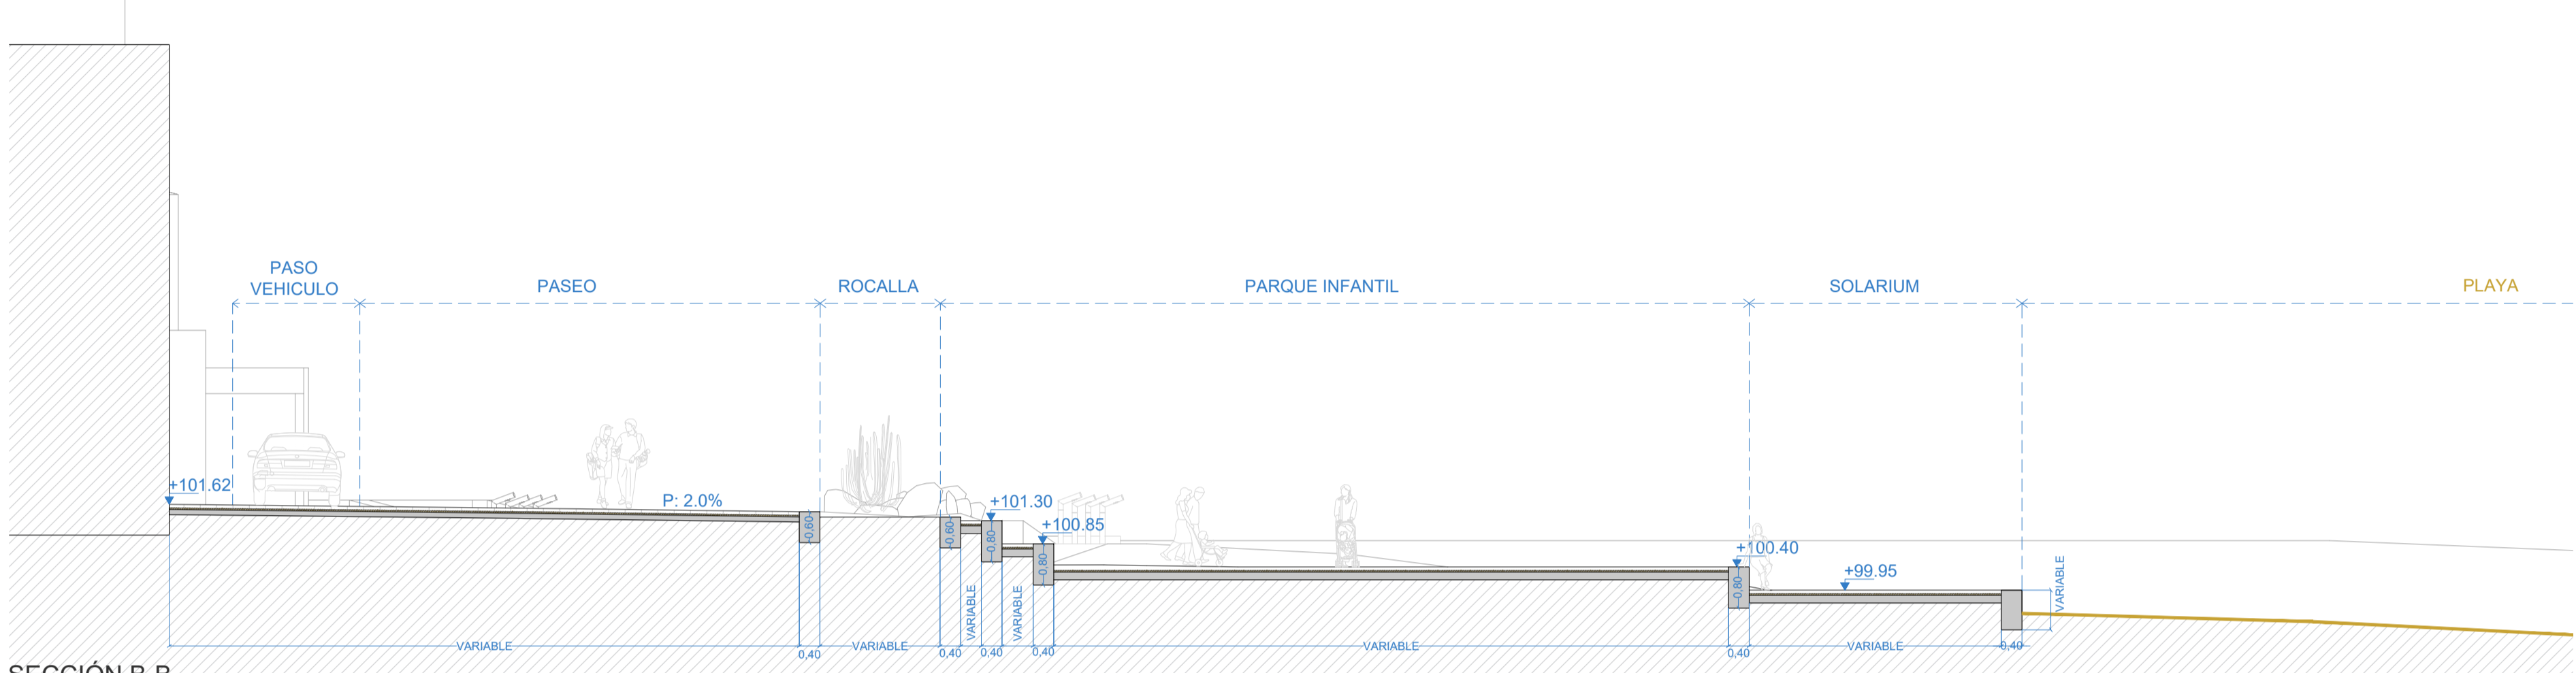 PASO
VEHICULO
PASEO
ROCALLA
PARQUE INFANTIL
SOLARIUM
PLAYA
+101.62
P: 2.0%
+101.30
+100.85
+100.40
+99.95
0,60
0,60
0,80
0,80
0,80
VARIABLE
VARIABLE
VARIABLE
VARIABLE
0,40
VARIABLE
0,40
0,40
0,40
VARIABLE
0,40
VARIABLE
0,40
SECCIÓN B-B